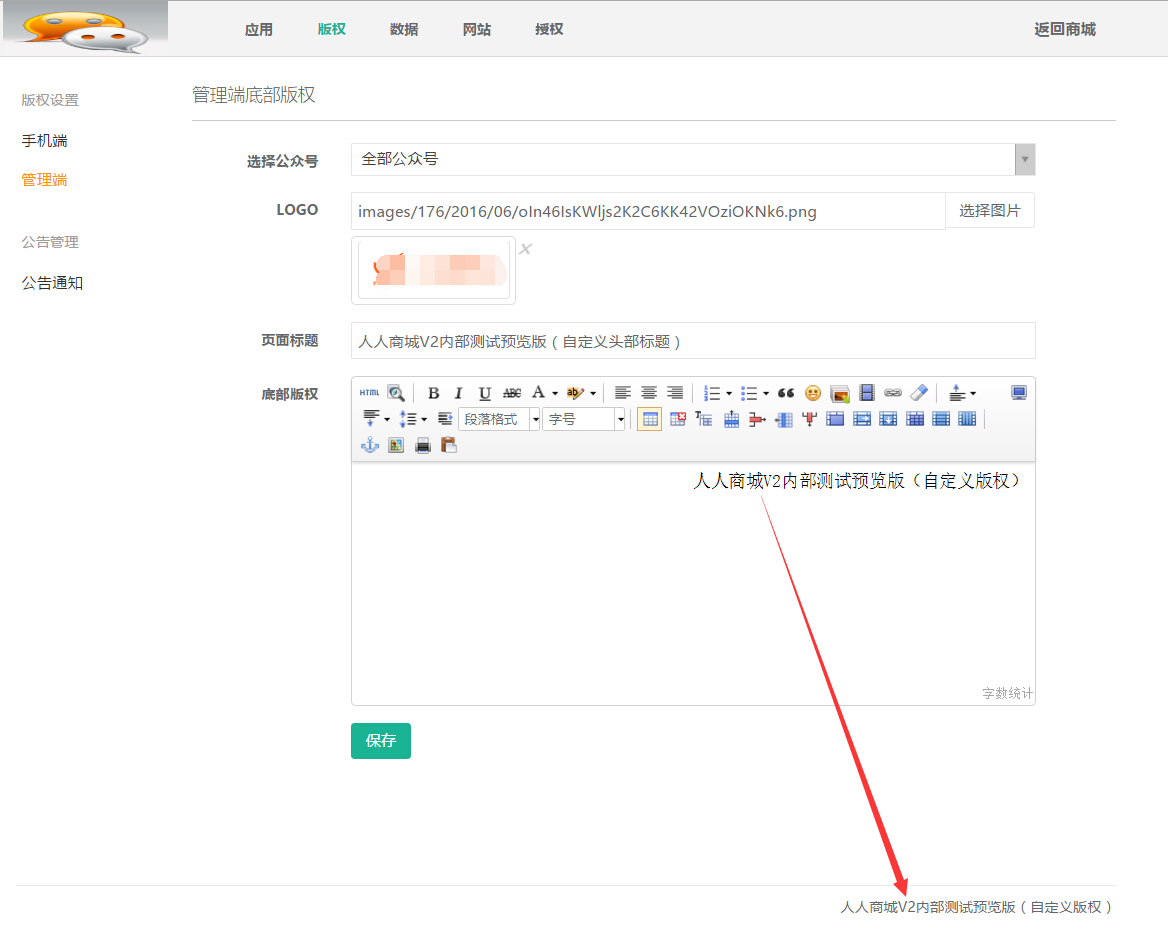 应用 版权 数据 网站 授权 返回商城
版权设置
手机端
管理端
公告管理
公告通知
管理端底部版权
选择公众号 全部公众号
LOGO images/176/2016/06/oIn46IsKWljs2K2C6KK42VOziOKNk6.png 选择图片
页面标题 人人商城V2内部测试预览版（自定义头部标题）
底部版权
HTML B I U ABC A ab
段落格式 字号
人人商城V2内部测试预览版（自定义版权）
字数统计
保存
人人商城V2内部测试预览版（自定义版权）